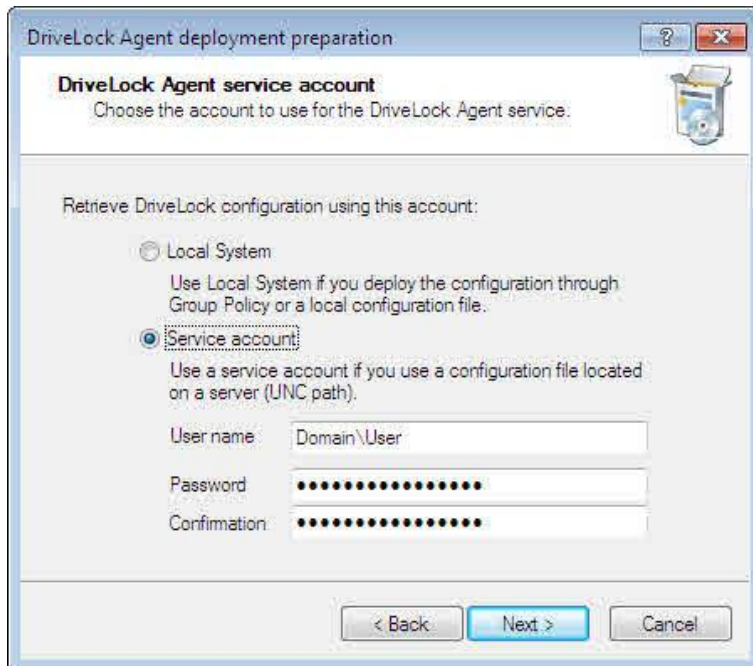 DriveLock Agent deployment preparation
DriveLock Agent service account
Choose the account to use for the DriveLock Agent service.
Retrieve DriveLock configuration using this account:
Local System
Use Local System if you deploy the configuration through
Group Policy or a local configuration file.
Service account
Use a service account if you use a configuration file located
on a server (UNC path).
User name Domain\User
Password ••••••••••••••••
Confirmation ••••••••••••••••
< Back Next > Cancel